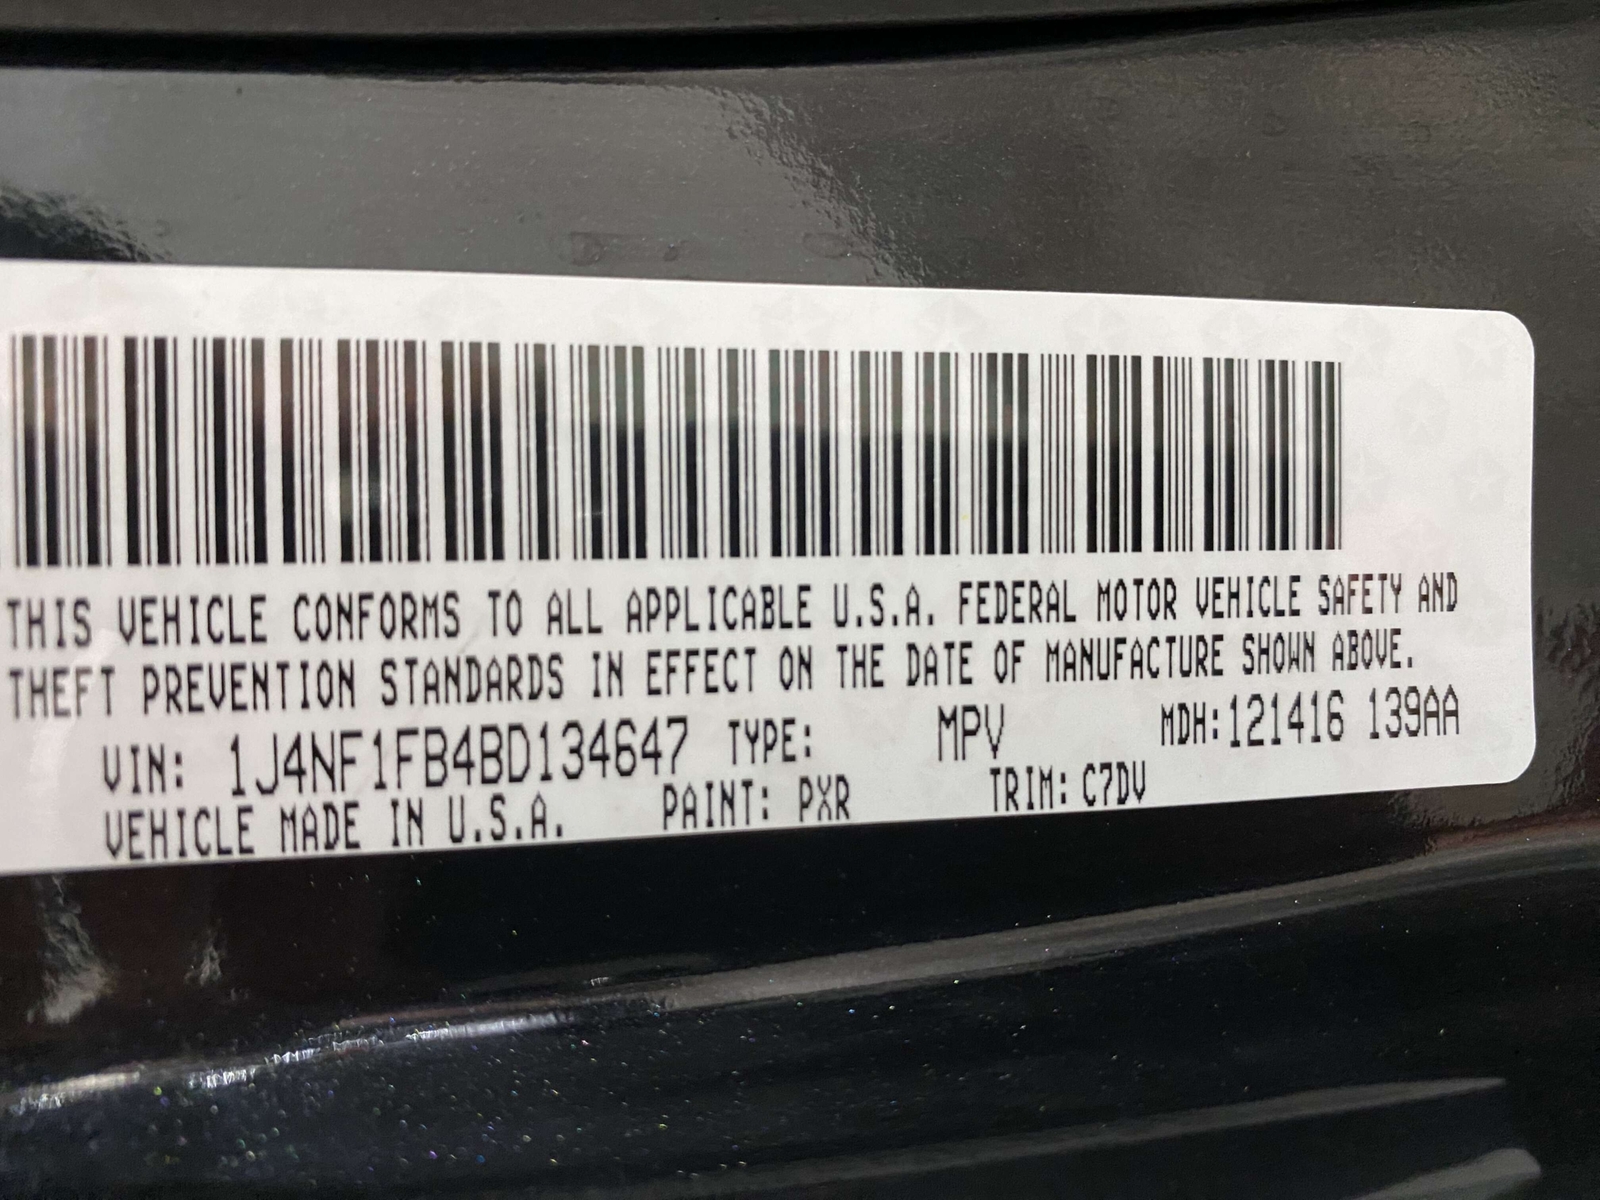 THIS VEHICLE CONFORMS TO ALL APPLICABLE U.S.A. FEDERAL MOTOR VEHICLE SAFETY AND
THEFT PREVENTION STANDARDS IN EFFECT ON THE DATE OF MANUFACTURE SHOWN ABOVE.
VIN: 1J4NF1FB4BD134647 TYPE: MPV MDH:121416 139AA
VEHICLE MADE IN U.S.A. PAINT: PXR TRIM: C7DV